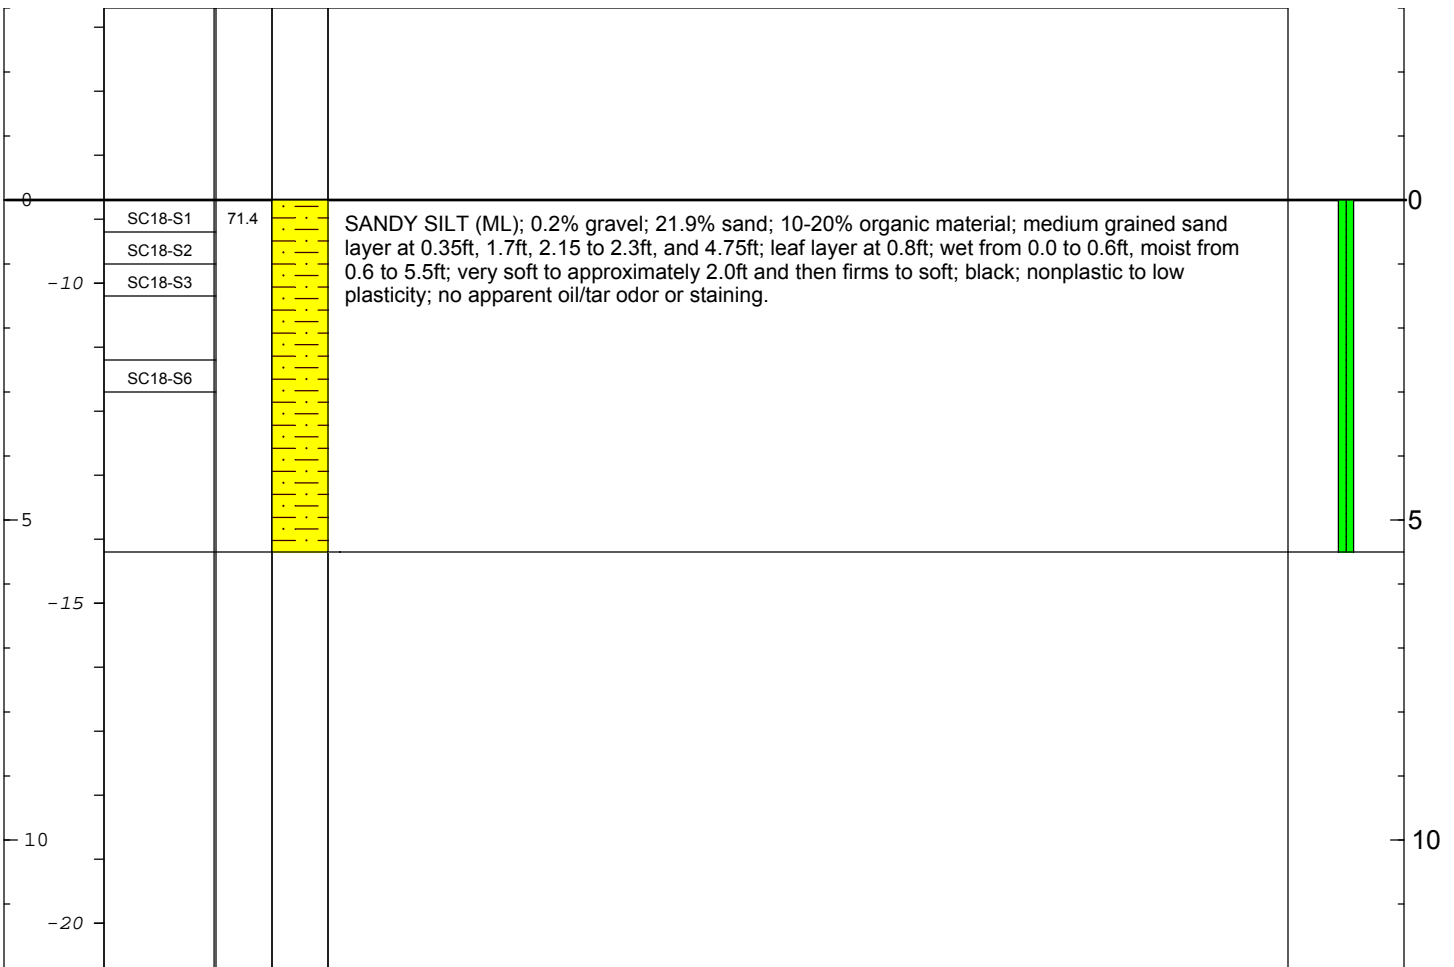 0
0
SC18-S1
71.4
SANDY SILT (ML); 0.2% gravel; 21.9% sand; 10-20% organic material; medium grained sand
layer at 0.35ft, 1.7ft, 2.15 to 2.3ft, and 4.75ft; leaf layer at 0.8ft; wet from 0.0 to 0.6ft, moist from
0.6 to 5.5ft; very soft to approximately 2.0ft and then firms to soft; black; nonplastic to low
plasticity; no apparent oil/tar odor or staining.
SC18-S2
-10
SC18-S3
SC18-S6
5
5
-15
10
10
-20